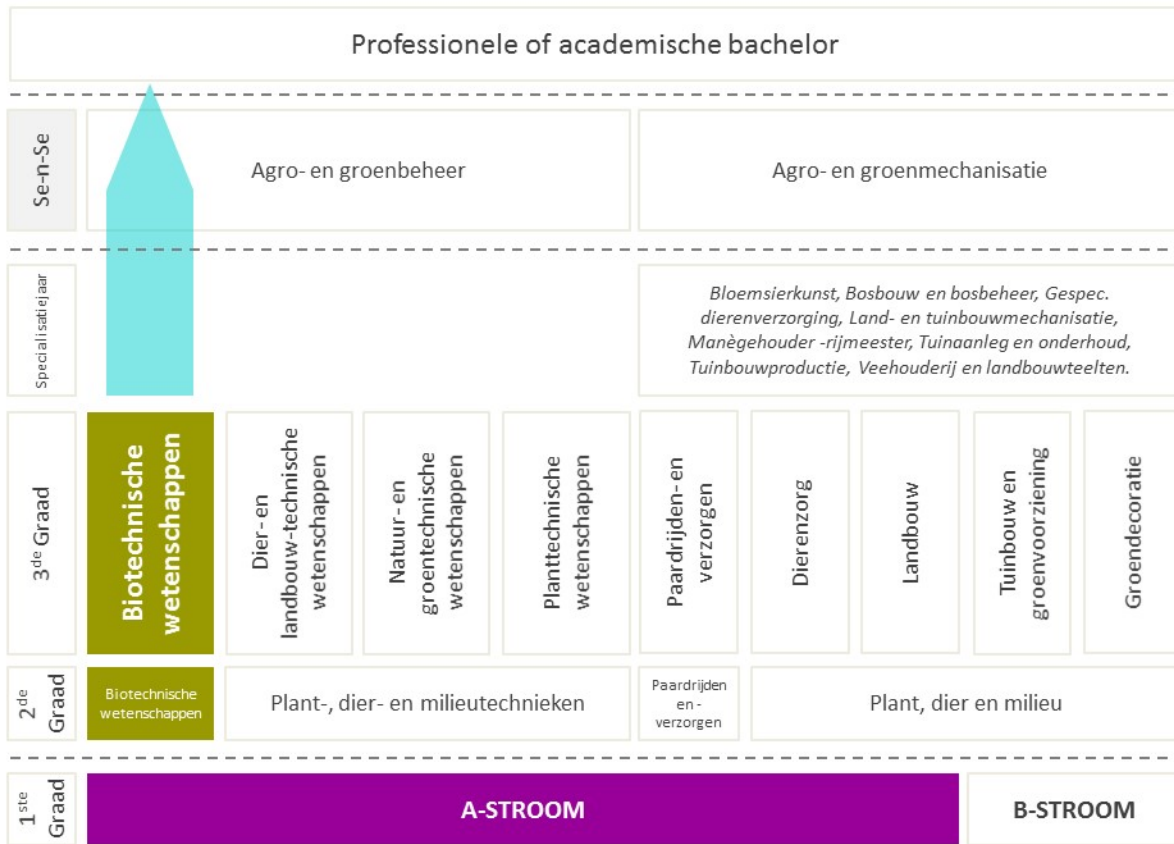 Professionele of academische bachelor
Se-n-Se
Agro- en groenbeheer
Agro- en groenmechanisatie
Specialisatiejaar
Bloemsierkunst, Bosbouw en bosbeheer, Gespec.
dierenverzorging, Land- en tuinbouwmechanisatie,
Manègehouder -rijmeester, Tuinaanleg en onderhoud,
Tuinbouwproductie, Veehouderij en landbouwteelten.
3de Graad
Biotechnische
wetenschappen
Dier- en
landbouw-technische
wetenschappen
Natuur- en
groentechnische
wetenschappen
Planttechnische
wetenschappen
Paardrijden- en
verzorgen
Dierenzorg
Landbouw
Tuinbouw en
groenvoorziening
Groendecoratie
2de
Graad
Biotechnische
wetenschappen
Plant-, dier- en milieutechnieken
Paardrijden
en -
verzorgen
Plant, dier en milieu
1ste
Graad
A-STROOM
B-STROOM